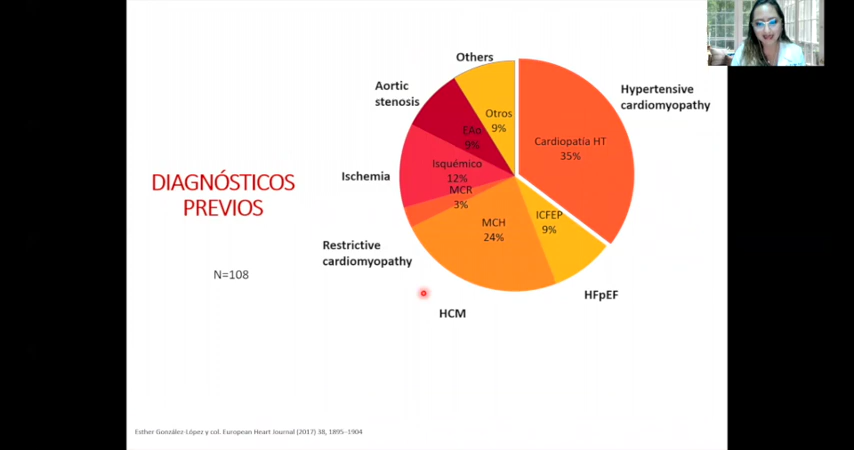 Others
Aortic
stenosis
Hypertensive
cardiomyopathy
Otros
9%
EAo
9%
Cardiopatía HT
35%
Isquémico
12%
Ischemia
MCR
3%
DIAGNÓSTICOS
PREVIOS
MCH
24%
ICFEP
9%
Restrictive
cardiomyopathy
N=108
HFpEF
HCM
Esther González-López y col. European Heart Journal (2017) 38, 1895–1904